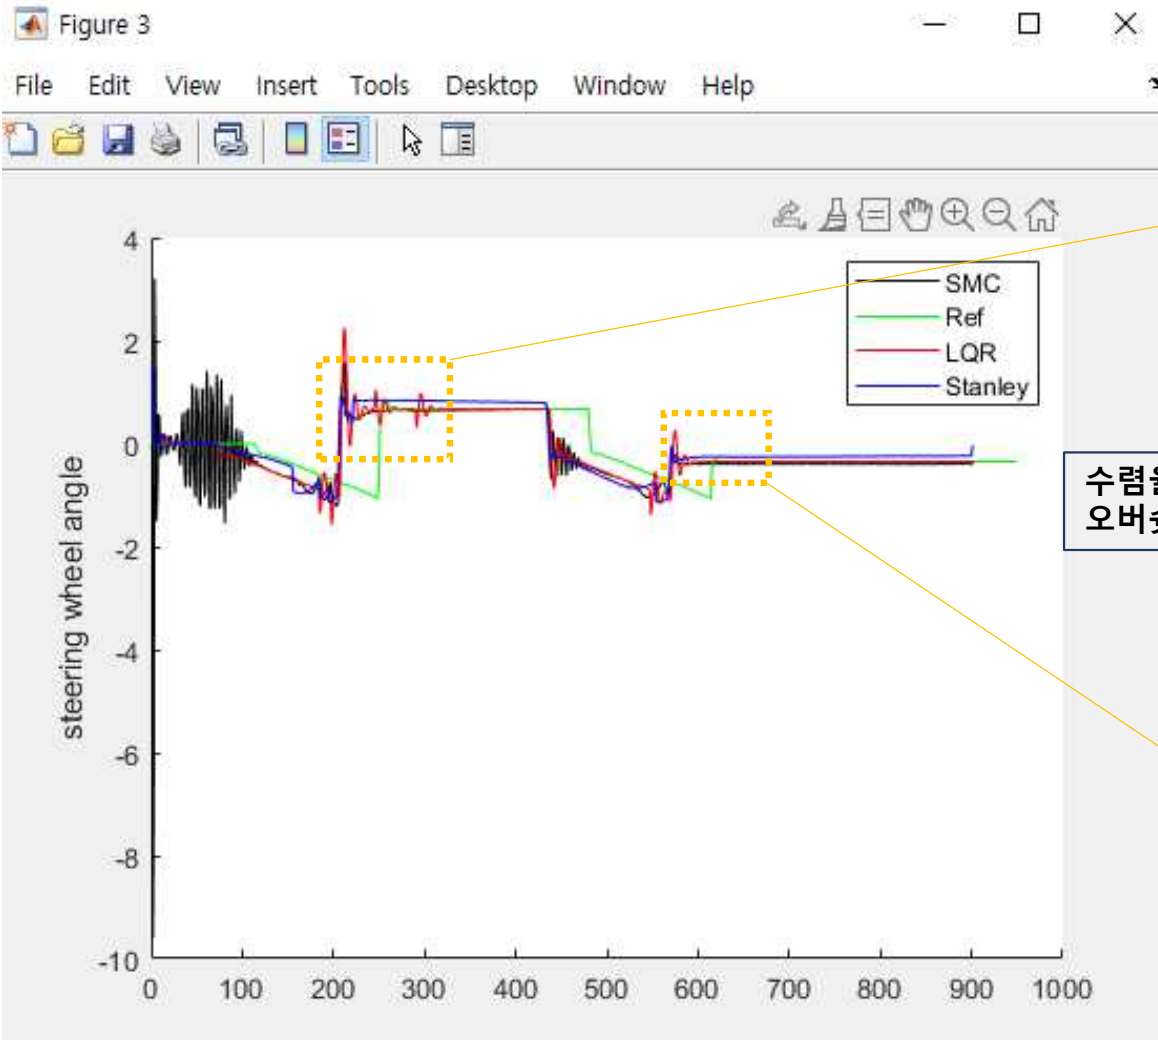 Figure 3
File Edit View Insert Tools Desktop Window Help
SMC
Ref
LQR
Stanley
steering wheel angle
4
2
0
-2
-4
-6
-8
-10
0 100 200 300 400 500 600 700 800 900 1000